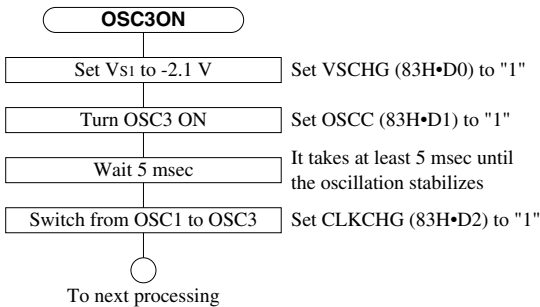 OSC3ON
Set VS1 to -2.1 V
Set VSCHG (83H•D0) to "1"
Turn OSC3 ON
Set OSCC (83H•D1) to "1"
Wait 5 msec
It takes at least 5 msec until
the oscillation stabilizes
Switch from OSC1 to OSC3
Set CLKCHG (83H•D2) to "1"
To next processing